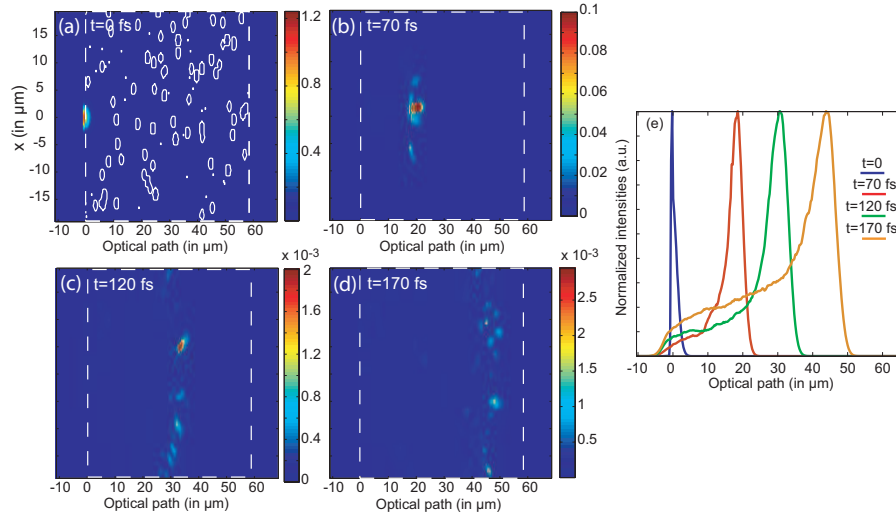 (a) t=0 fs
x (in μm)
15
10
5
0
-5
-10
-15
-10 0 10 20 30 40 50 60
Optical path (in μm)
1.2
0.8
0.4
(b) t=70 fs
-10 0 10 20 30 40 50 60
Optical path (in μm)
0.1
0.08
0.06
0.04
0.02
0
(c) t=120 fs
-10 0 10 20 30 40 50 60
Optical path (in μm)
x 10⁻³
2
1.6
1.2
0.8
0.4
0
(d) t=170 fs
-10 0 10 20 30 40 50 60
Optical path (in μm)
x 10⁻³
2.5
2
1.5
1
0.5
(e)
Normalized intensities (a.u.)
t=0
t=70 fs
t=120 fs
t=170 fs
-10 0 10 20 30 40 50 60
Optical path (in μm)